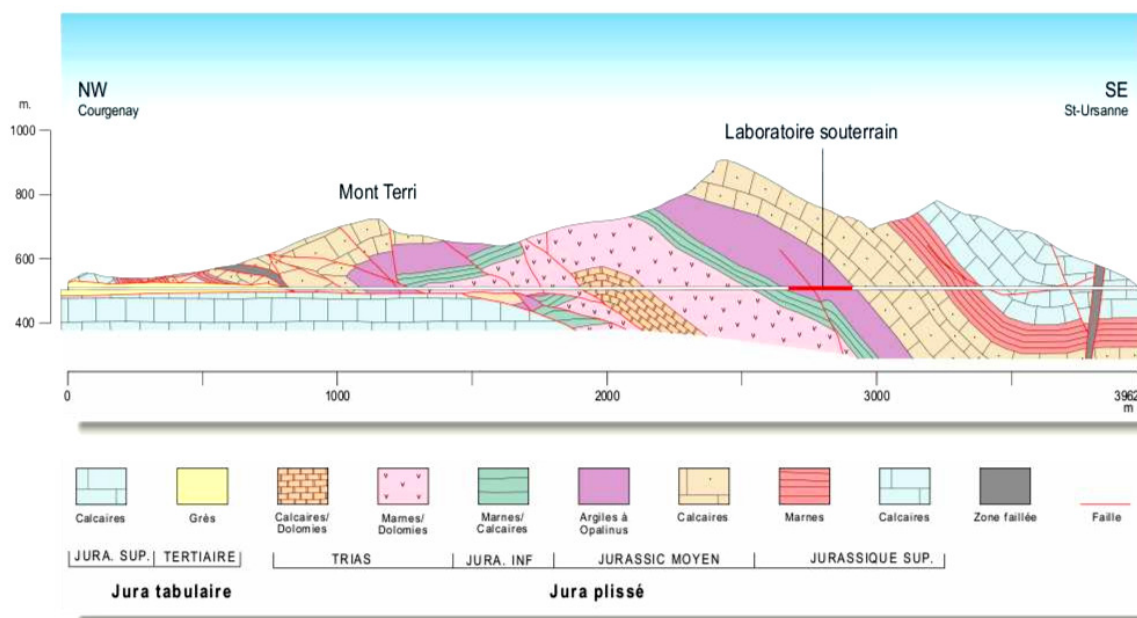 NW
Courgenay
SE
St-Ursanne
m.
1000
800
600
400
Laboratoire souterrain
Mont Terri
0
1000
2000
3000
3962
m
Calcaires
Grès
Calcaires/
Dolomies
Marnes/
Dolomies
Marnes/
Calcaires
Argiles à
Opalinus
Calcaires
Marnes
Calcaires
Zone faillée
Faille
JURA. SUP.
TERTIAIRE
TRIAS
JURA. INF
JURASSIC MOYEN
JURASSIQUE SUP.
Jura tabulaire
Jura plissé